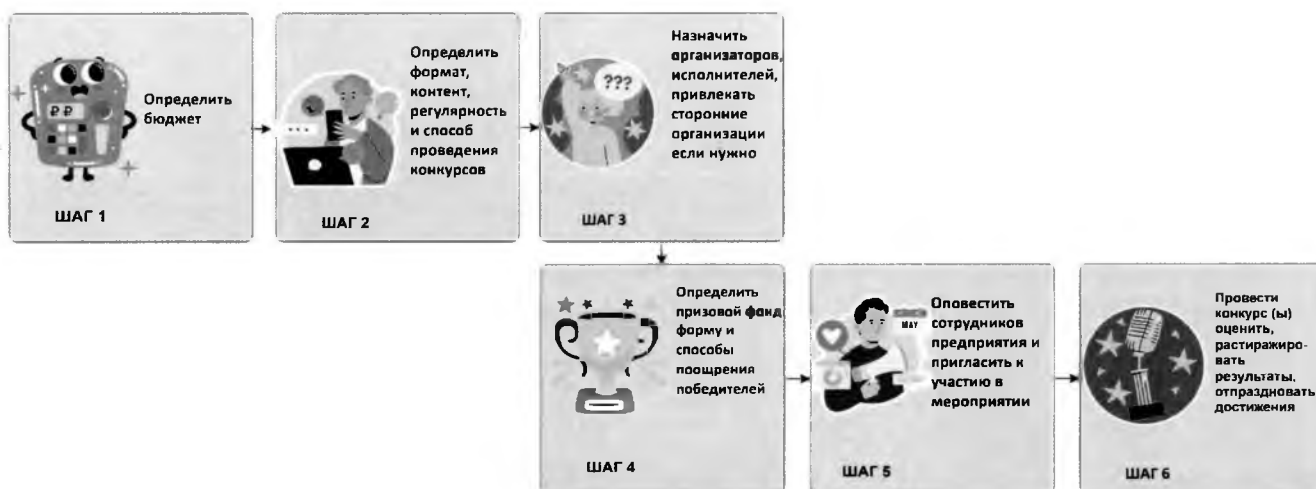 ₽₽
Определить
бюджет
ШАГ 1
Определить
формат,
контент,
регулярность
и способ
проведения
конкурсов
ШАГ 2
???
Назначить
организаторов,
исполнителей,
привлекать
сторонние
организации
если нужно
ШАГ 3
Определить
призовой фонд
форму и
способы
поощрения
победителей
ШАГ 4
MAY
Оповестить
сотрудников
предприятия и
пригласить к
участию в
мероприятии
ШАГ 5
Провести
конкурс (ы)
оценить,
растиражиро-
вать
результаты,
отпраздновать
достижения
ШАГ 6